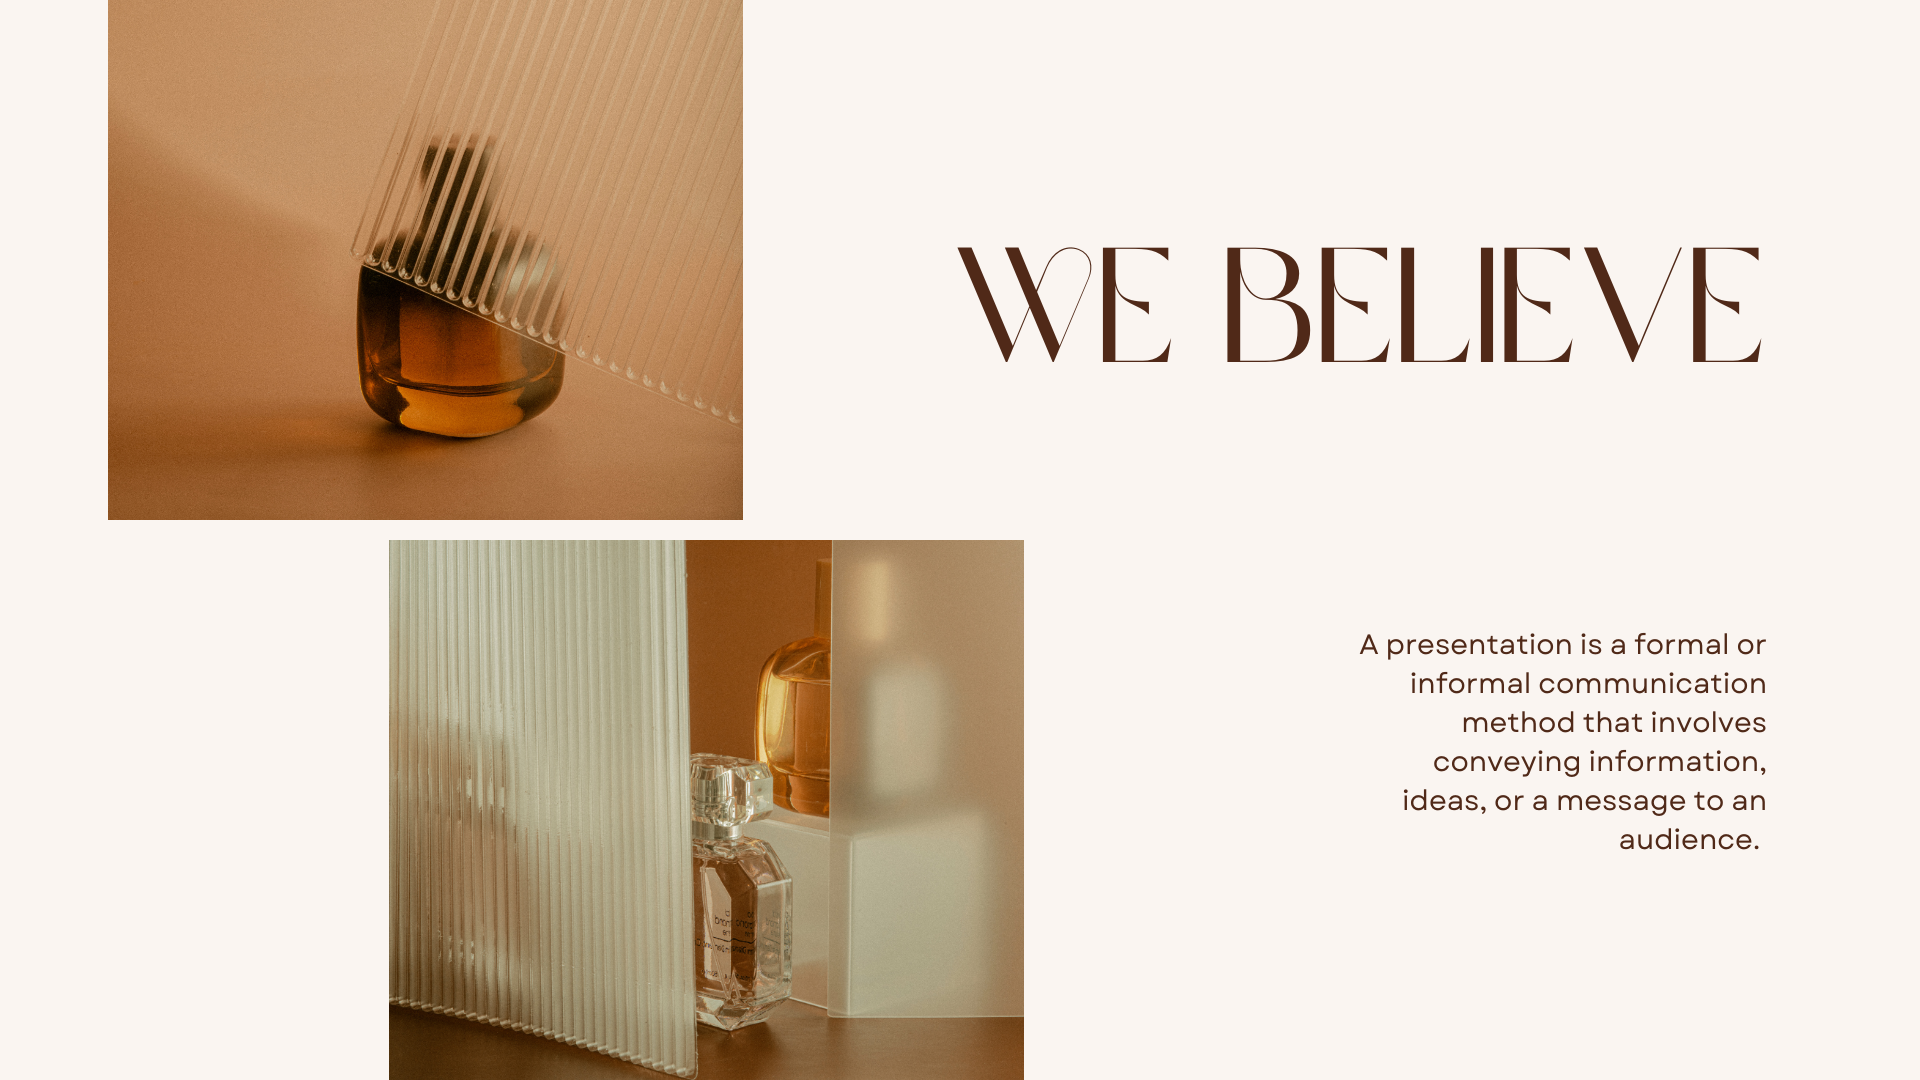 WE BELIEVE
A presentation is a formal or
informal communication
method that involves
conveying information,
ideas, or a message to an
audience.